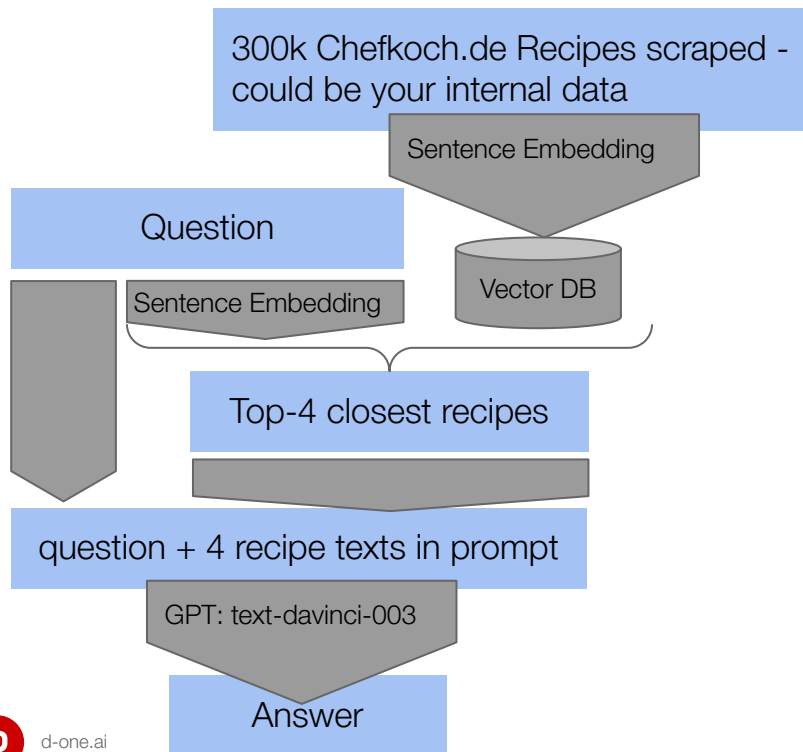 300k Chefkoch.de Recipes scraped -
could be your internal data
Sentence Embedding
Question
Sentence Embedding
Vector DB
Top-4 closest recipes
question + 4 recipe texts in prompt
GPT: text-davinci-003
Answer
d-one.ai